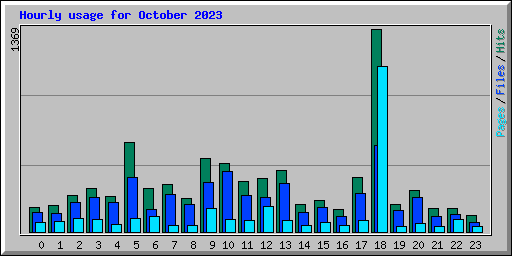 Hourly usage for October 2023
1369
Pages/Files/Hits
0 1 2 3 4 5 6 7 8 9 10 11 12 13 14 15 16 17 18 19 20 21 22 23